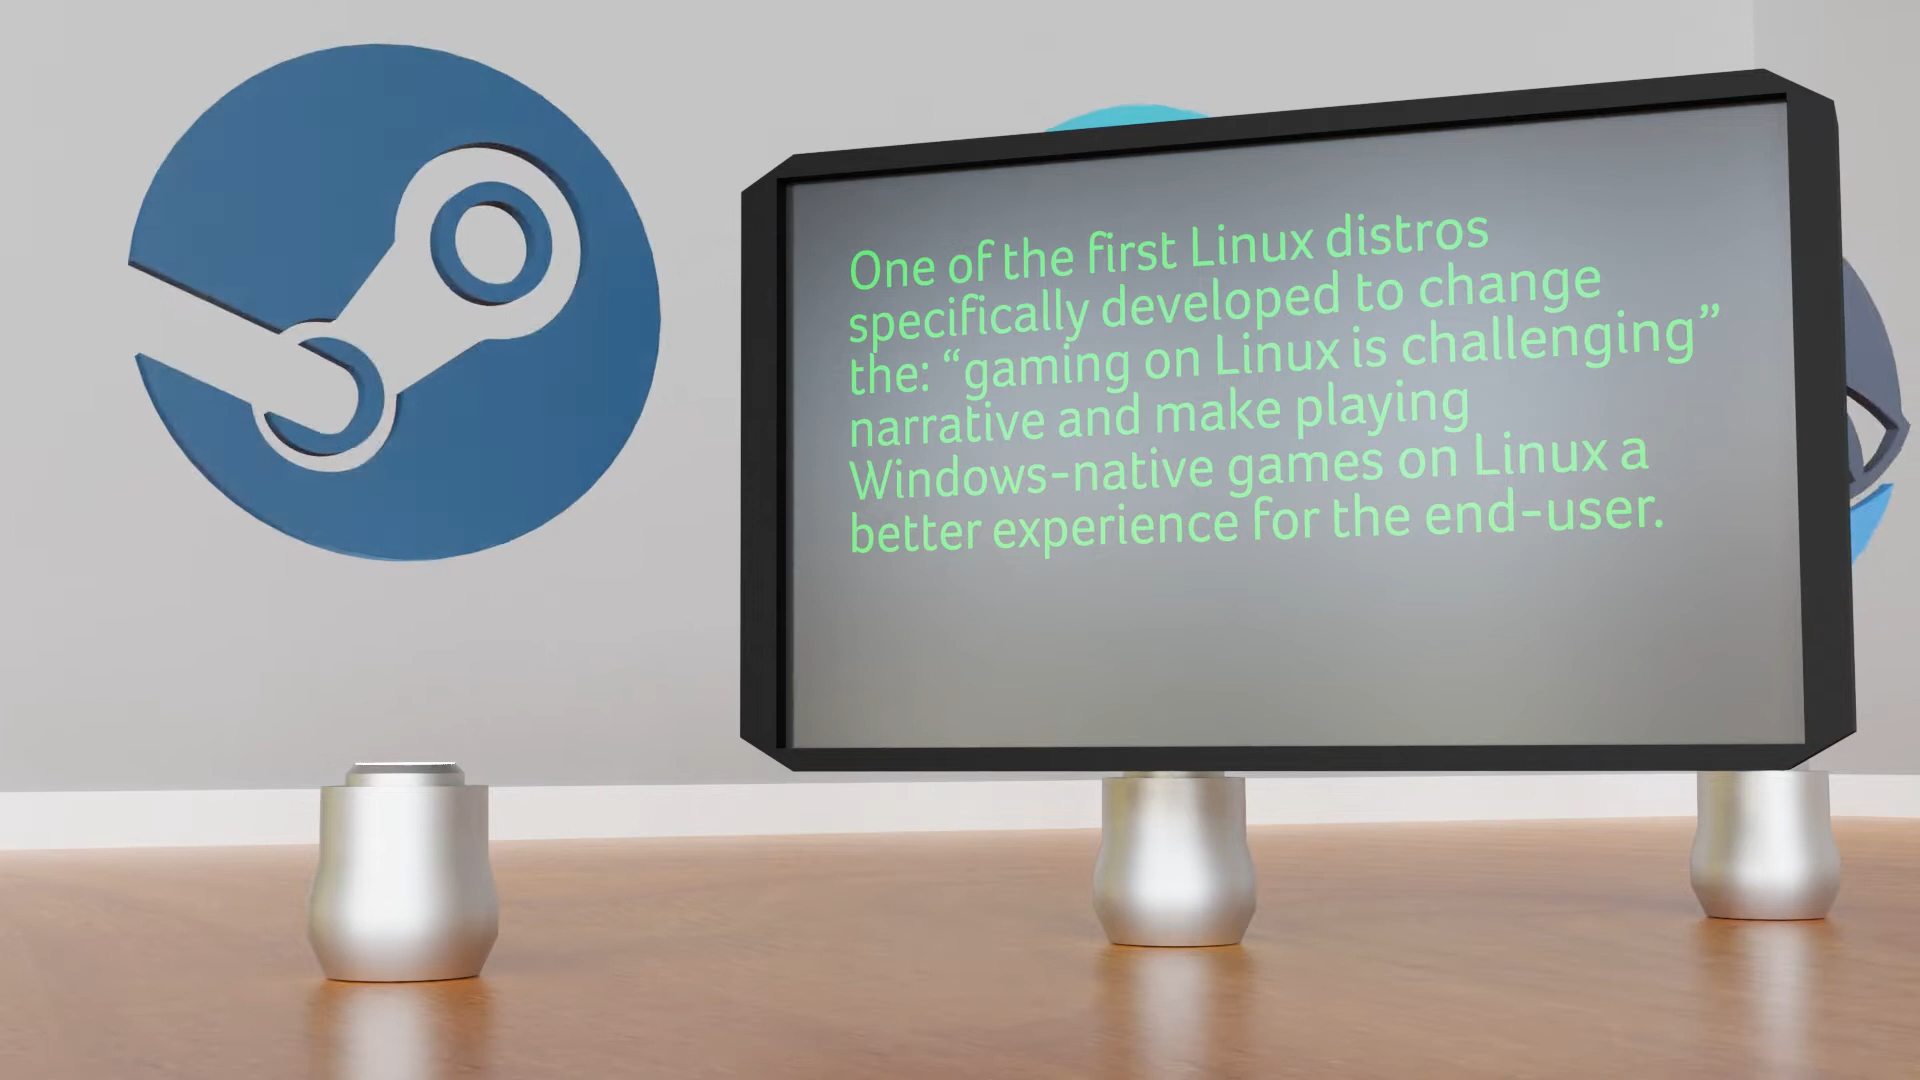 One of the first Linux distros
specifically developed to change
the: “gaming on Linux is challenging”
narrative and make playing
Windows-native games on Linux a
better experience for the end-user.